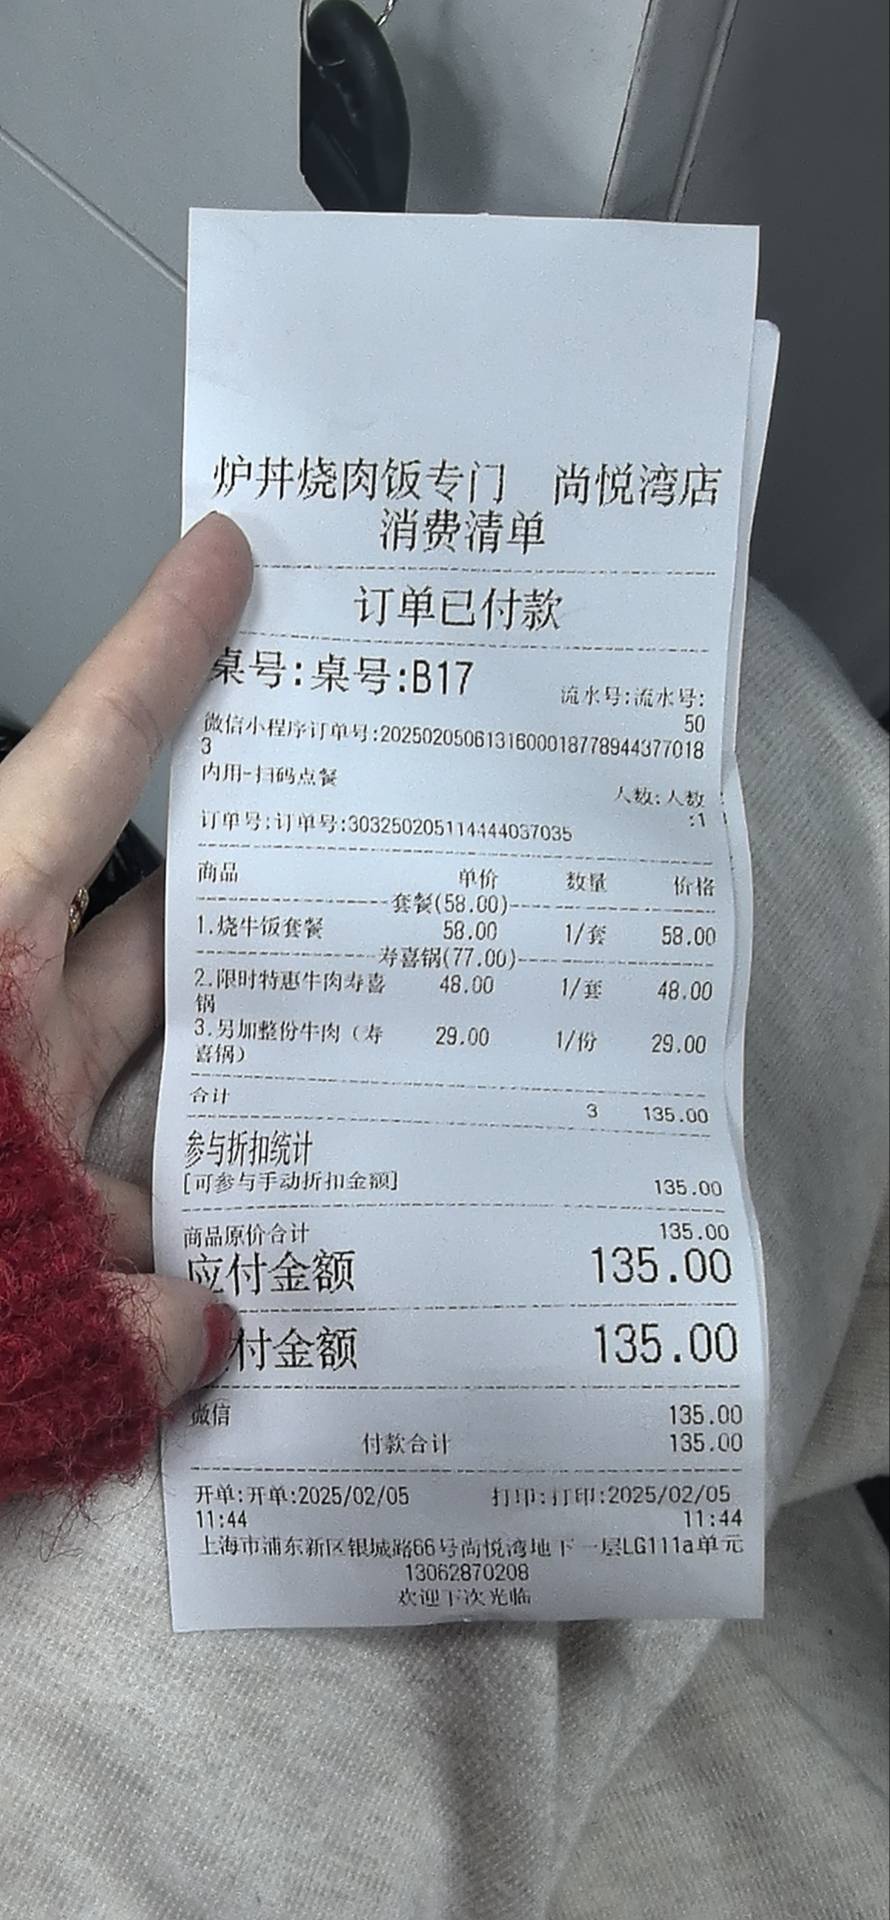 炉丼烧肉饭专门 尚悦湾店
消费清单
订单已付款
桌号:桌号:B17
流水号:流水号:
50
微信小程序订单号:2025020506131600018778944377018
3
内用-扫码点餐
人数:人数
:1
订单号:订单号:303250205114444037035
商品 单价 数量 价格
套餐(58.00)
1.烧牛饭套餐 58.00 1/套 58.00
寿喜锅(77.00)
2.限时特惠牛肉寿喜 48.00 1/套 48.00
锅
3.另加整份牛肉（寿 29.00 1/份 29.00
喜锅）
合计 3 135.00
参与折扣统计
[可参与手动折扣金额] 135.00
商品原价合计 135.00
应付金额 135.00
付金额 135.00
微信 135.00
付款合计 135.00
开单:开单:2025/02/05 打印:打印:2025/02/05
11:44 11:44
上海市浦东新区银城路66号尚悦湾地下一层LG111a单元
13062870208
欢迎下次光临